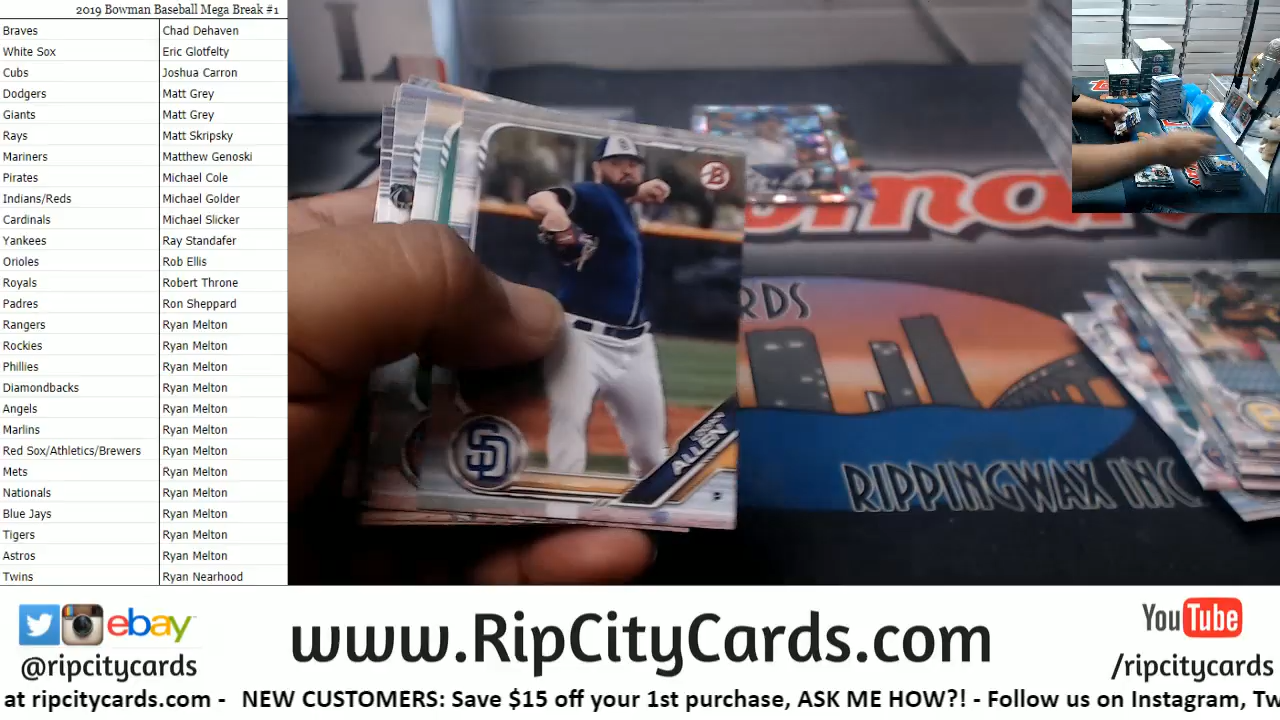 2019 Bowman Baseball Mega Break #1
Braves Chad Dehaven
White Sox Eric Glotfelty
Cubs Joshua Carron
Dodgers Matt Grey
Giants Matt Grey
Rays Matt Skripsky
Mariners Matthew Genoski
Pirates Michael Cole
Indians/Reds Michael Golder
Cardinals Michael Slicker
Yankees Ray Standafer
Orioles Rob Ellis
Royals Robert Throne
Padres Ron Sheppard
Rangers Ryan Melton
Rockies Ryan Melton
Phillies Ryan Melton
Diamondbacks Ryan Melton
Angels Ryan Melton
Marlins Ryan Melton
Red Sox/Athletics/Brewers Ryan Melton
Mets Ryan Melton
Nationals Ryan Melton
Blue Jays Ryan Melton
Tigers Ryan Melton
Astros Ryan Melton
Twins Ryan Nearhood
B
SD
ALLEN
P
RDS
RIPPINGWAX INC
P
ebay
@ripcitycards
www.RipCityCards.com
YouTube
/ripcitycards
at ripcitycards.com - NEW CUSTOMERS: Save $15 off your 1st purchase, ASK ME HOW?! - Follow us on Instagram, Tw